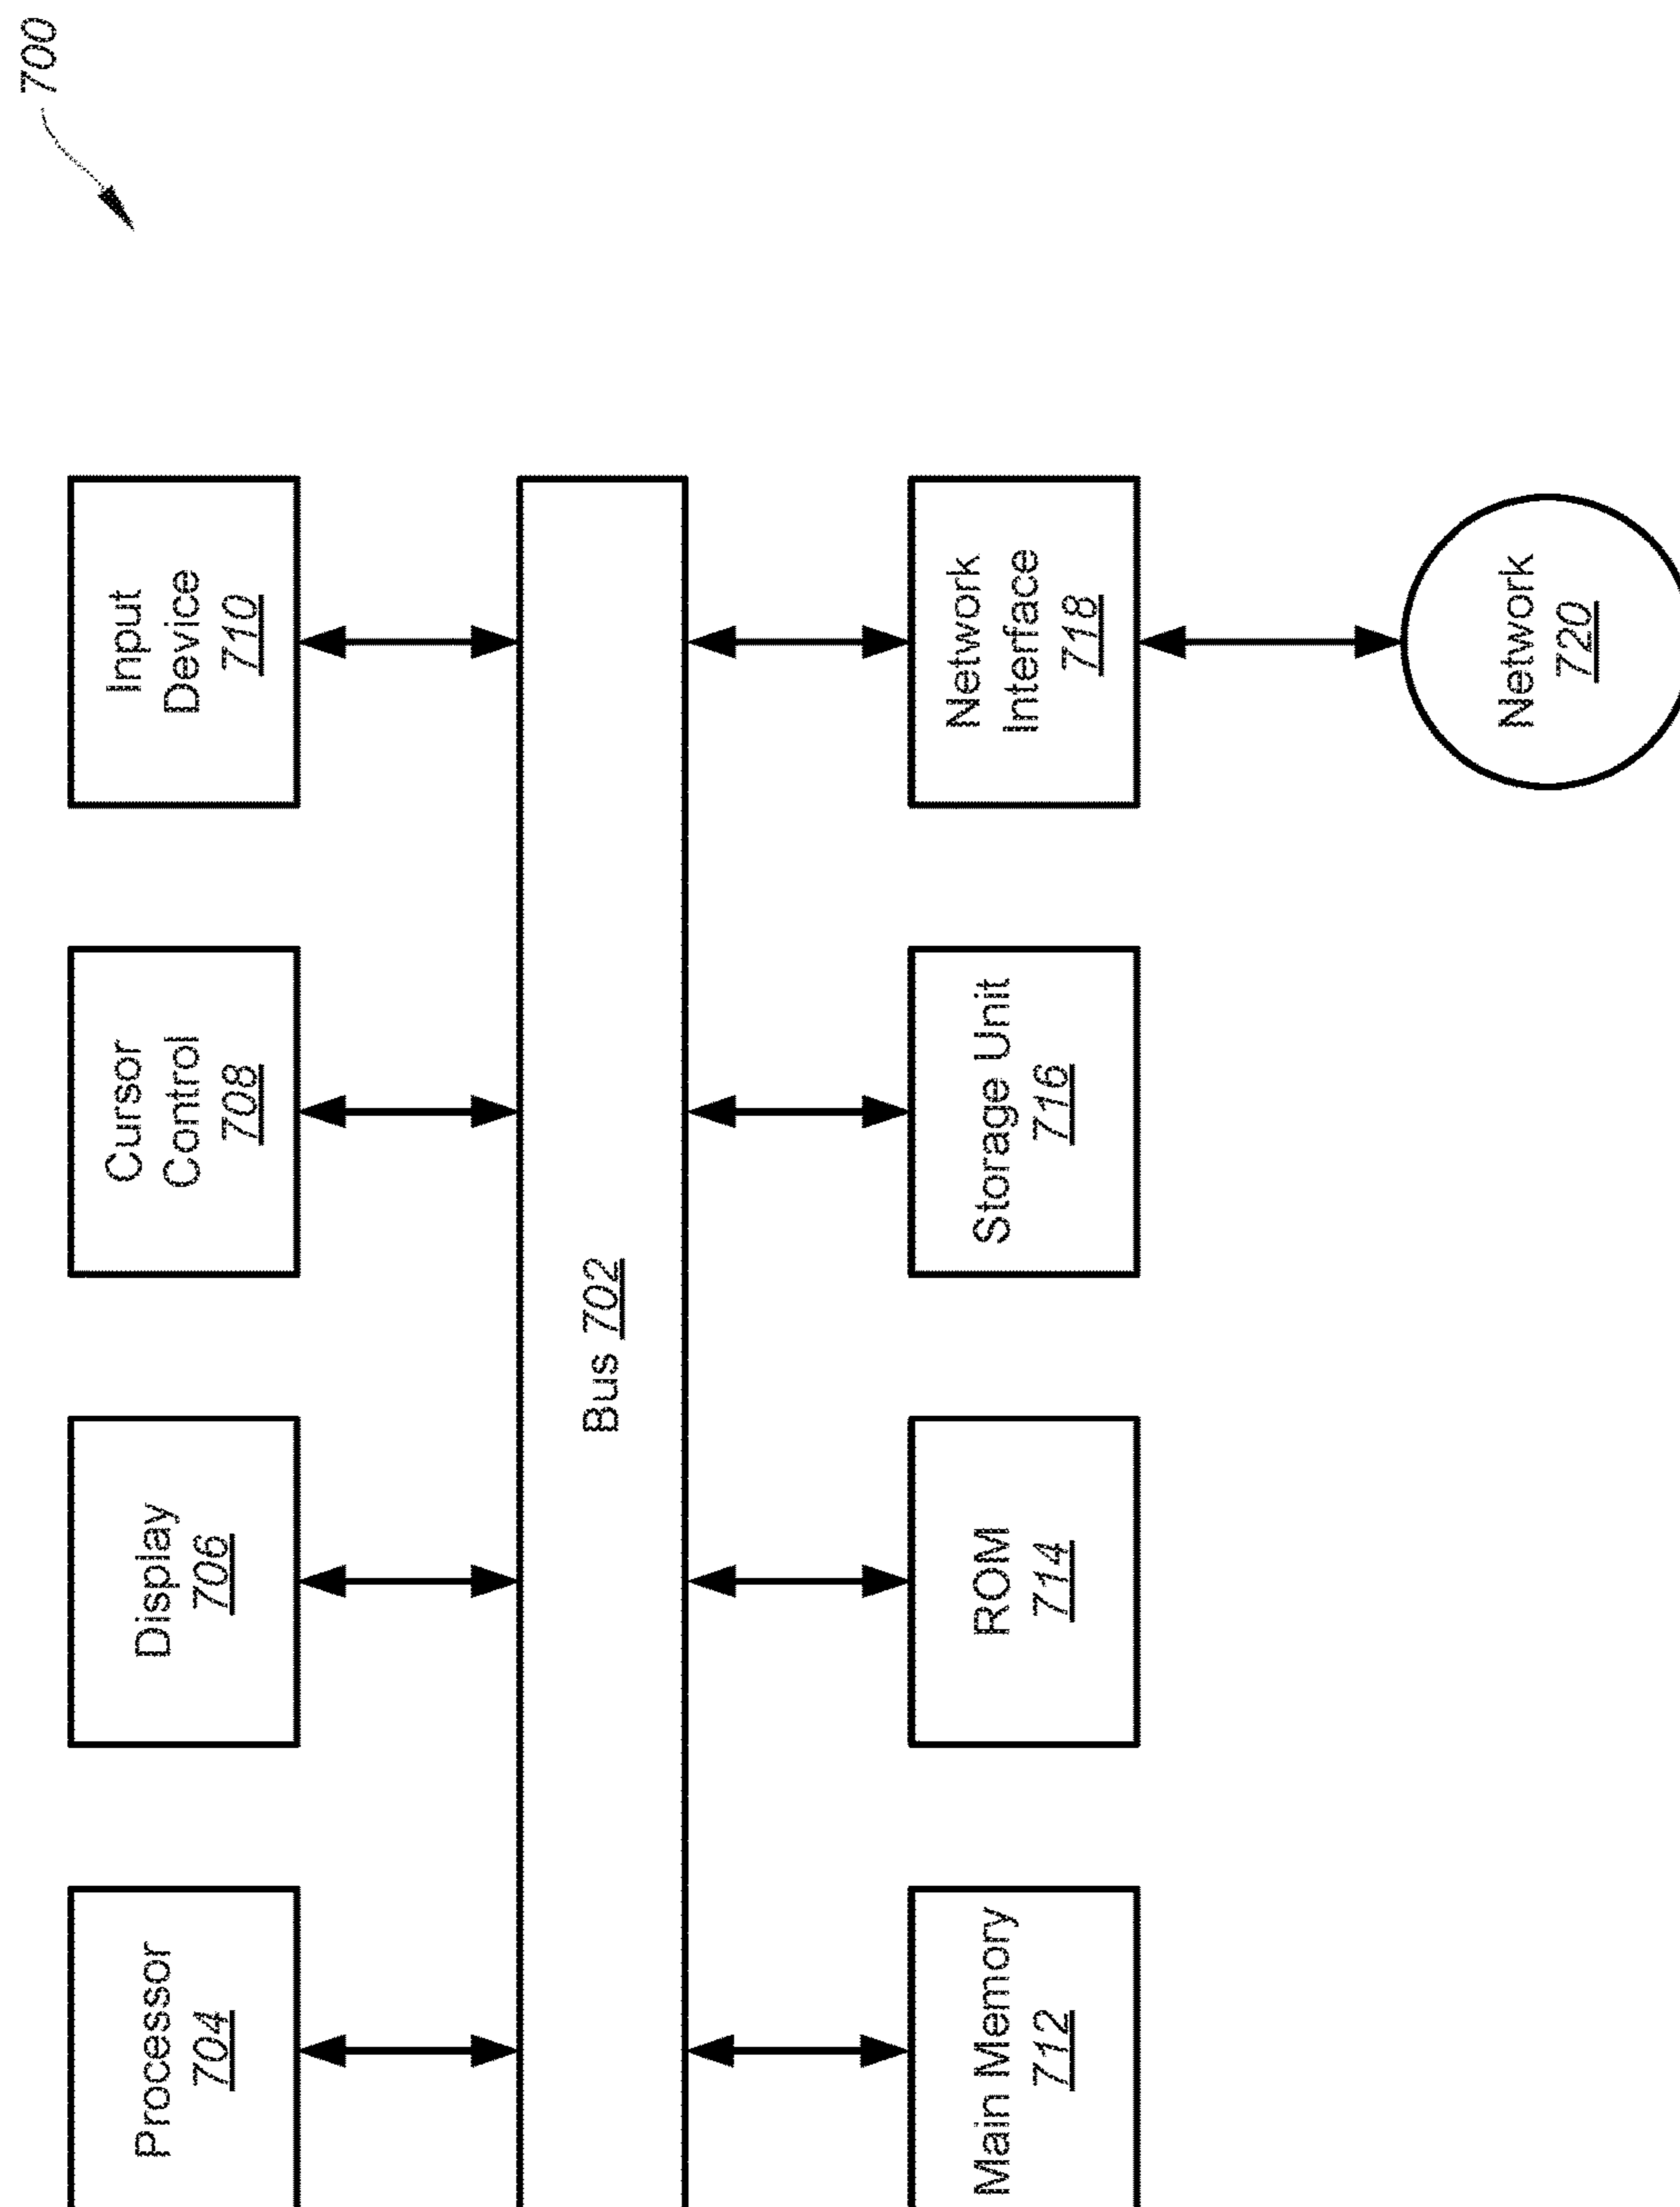 700
Processor
704
Display
706
Cursor
Control
708
Input
Device
710
Bus 702
Main Memory
712
ROM
714
Storage Unit
716
Network
Interface
718
Network
720